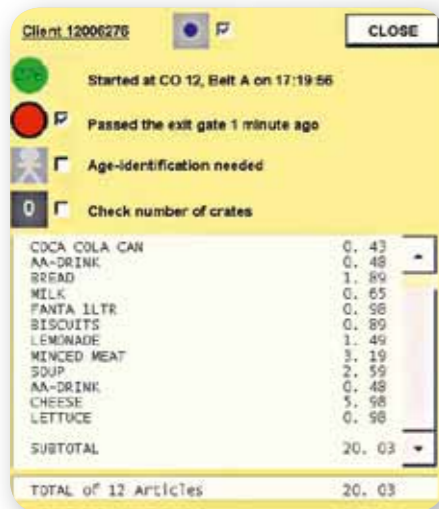 Client 12006276
CLOSE
Started at CO 12, Belt A on 17:19:56
Passed the exit gate 1 minute ago
Age-identification needed
0 Check number of crates
COCA COLA CAN 0. 43
AA-DRINK 0. 48
BREAD 1. 89
MILK 0. 65
FANTA 1LTR 0. 98
BISCUITS 0. 89
LEMONADE 1. 49
MINCED MEAT 3. 19
SOUP 2. 59
AA-DRINK 0. 48
CHEESE 5. 98
LETTUCE 0. 98
SUBTOTAL 20. 03
TOTAL of 12 Articles 20. 03